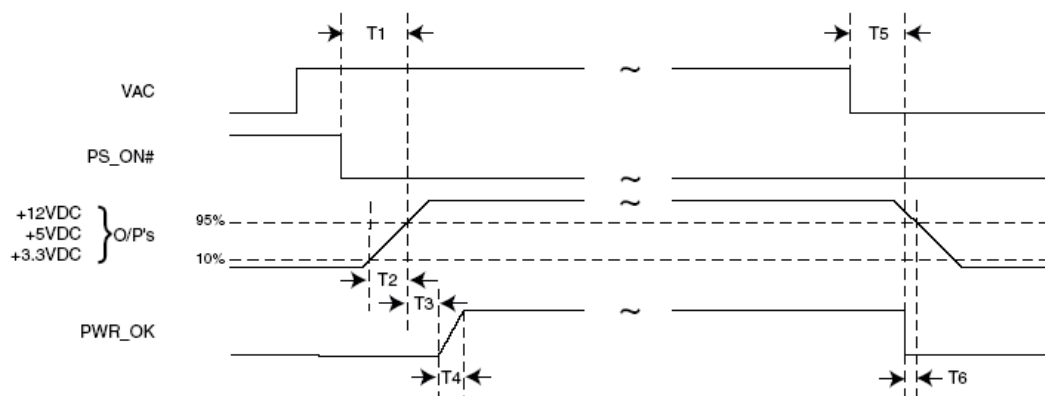 T1
T5
VAC
~
PS_ON#
~
+12VDC
+5VDC
+3.3VDC
} O/P's
95%
10%
~
T2
T3
PWR_OK
~
T4
T6